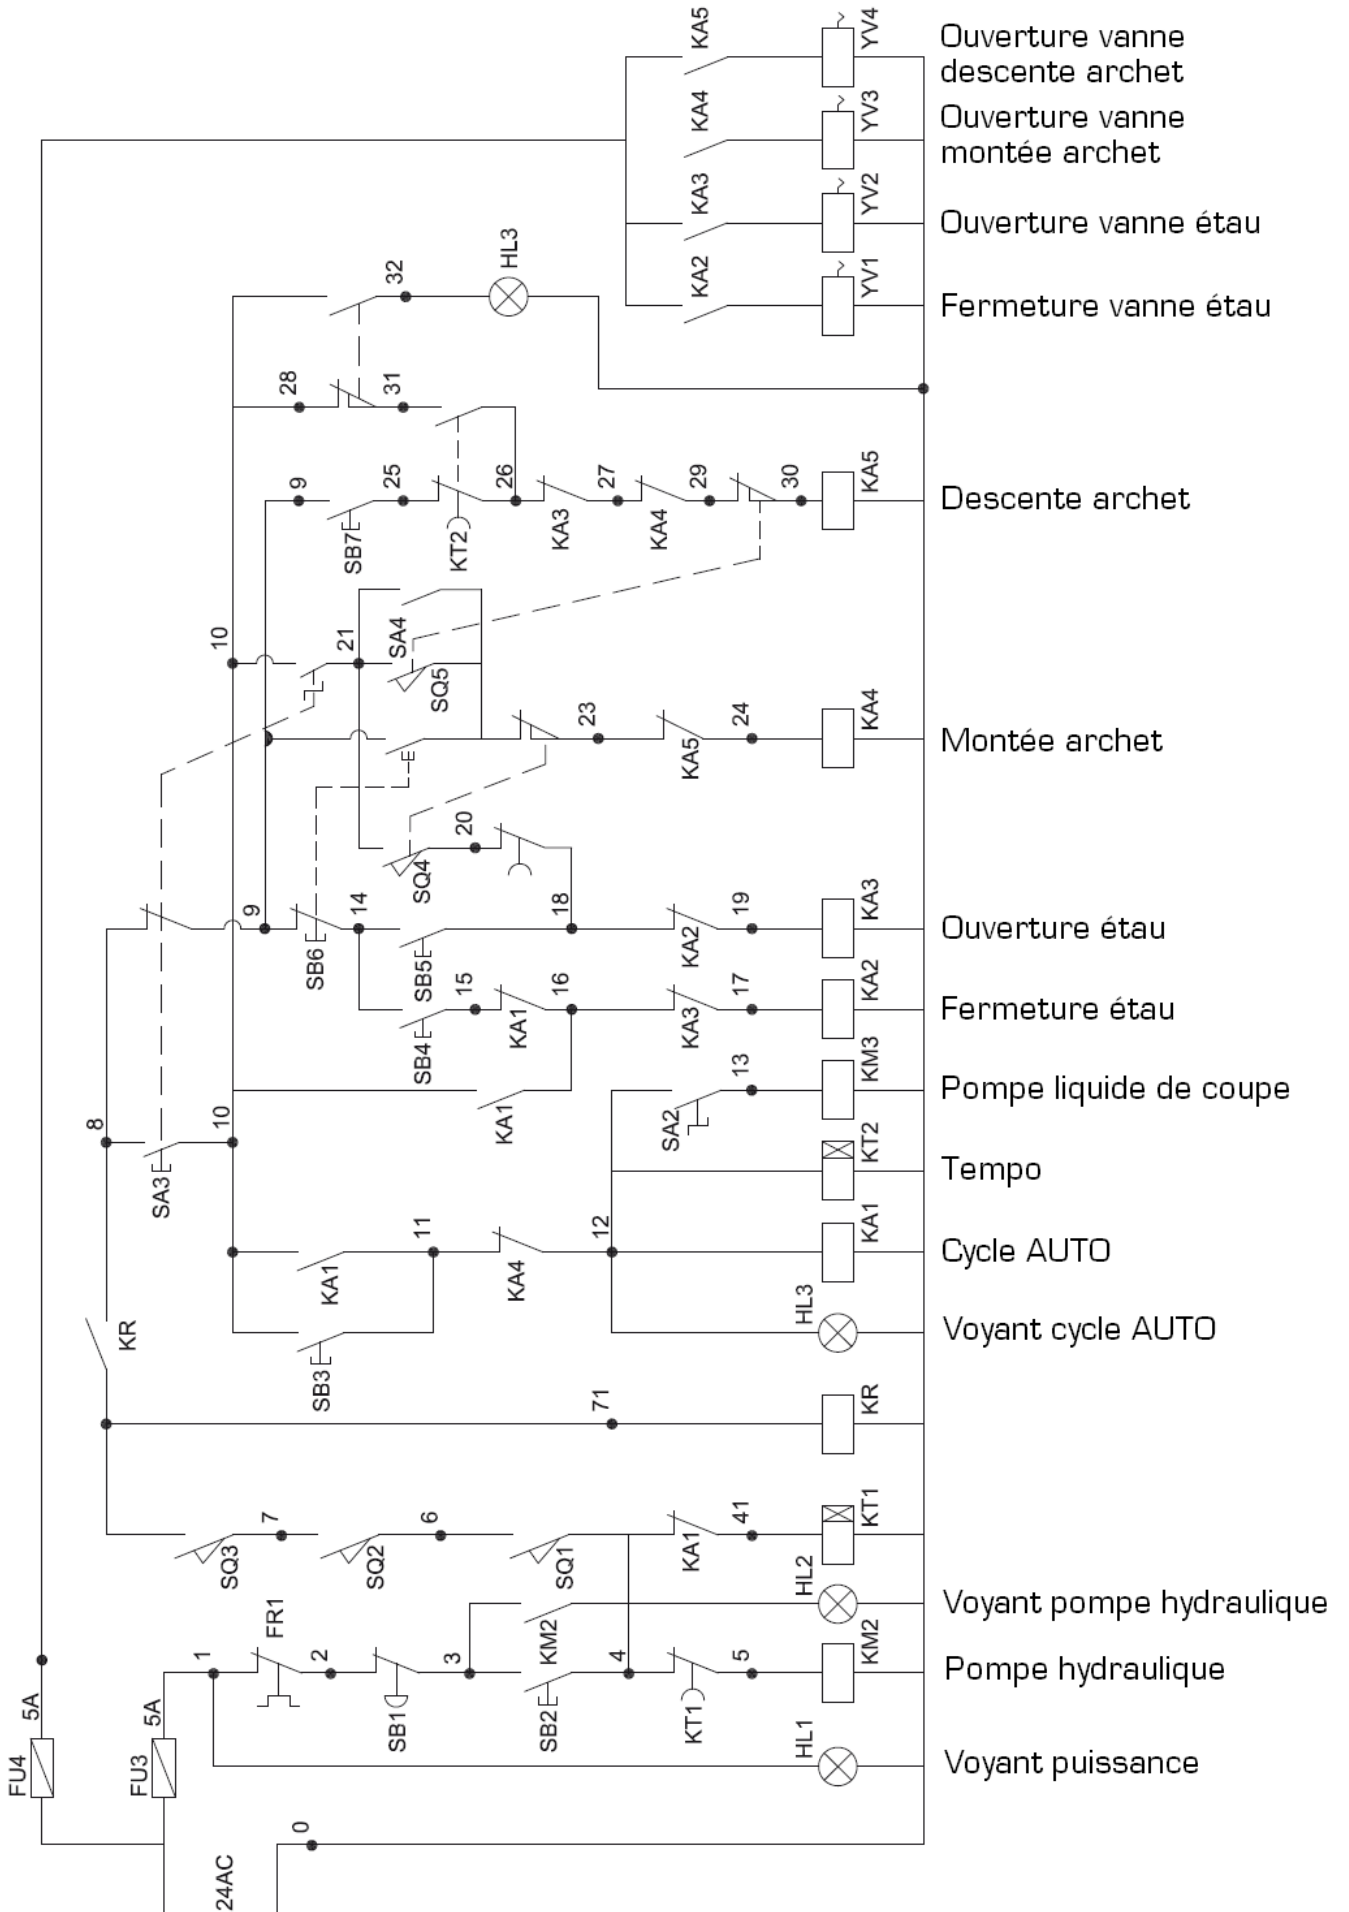 KA5
YV4
Ouverture vanne
descente archet
KA4
YV3
Ouverture vanne
montée archet
KA3
YV2
Ouverture vanne étau
KA2
YV1
Fermeture vanne étau
32
HL3
28
31
9
25
26
27
29
30
SB7
KT2
KA3
KA4
KA5
Descente archet
10
21
SA4
SQ5
23
24
KA5
KA4
Montée archet
20
SQ4
9
14
18
19
SB6
SB5
KA2
KA3
Ouverture étau
15
16
17
SB4
KA1
KA3
KA2
Fermeture étau
8
10
KA1
13
SA2
KM3
Pompe liquide de coupe
SA3
KT2
Tempo
11
12
KA1
KA4
KA1
Cycle AUTO
KR
SB3
HL3
Voyant cycle AUTO
71
KR
7
6
41
SQ3
SQ2
SQ1
KA1
KT1
FR1
HL2
Voyant pompe hydraulique
1
2
3
KM2
4
5
KM2
Pompe hydraulique
5A
5A
SB1
SB2
KT1
HL1
Voyant puissance
FU4
FU3
0
24AC